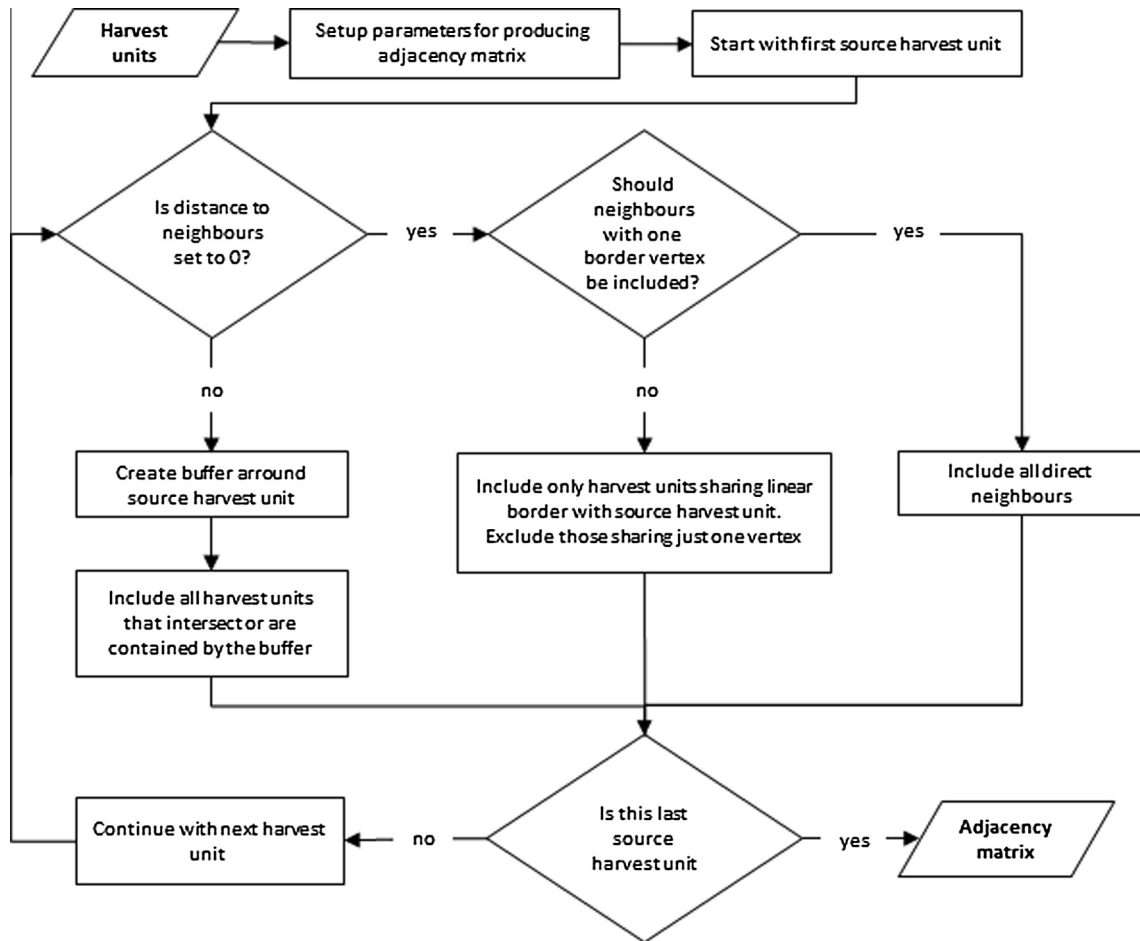 Harvest
units
Setup parameters for producing
adjacency matrix
Start with first source harvest unit
Is distance to
neighbours
set to 0?
yes
Should
neighbours
with one
border vertex
be included?
yes
no
no
Create buffer arround
source harvest unit
Include only harvest units sharing linear
border with source harvest unit.
Exclude those sharing just one vertex
Include all direct
neighbours
Include all harvest units
that intersect or are
contained by the buffer
Continue with next harvest
unit
no
Is this last
source
harvest unit
yes
Adjacency
matrix